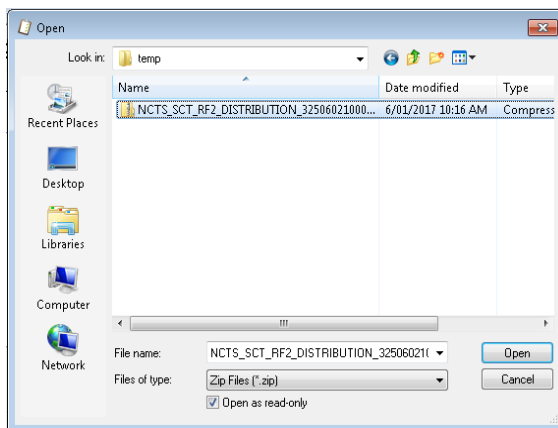 Open
Look in: temp
Name Date modified Type
NCTS_SCT_RF2_DISTRIBUTION_32506021000... 6/01/2017 10:16 AM Compress
Recent Places
Desktop
Libraries
Computer
Network
File name: NCTS_SCT_RF2_DISTRIBUTION_32506021( Open
Files of type: Zip Files (*.zip) Cancel
Open as read-only